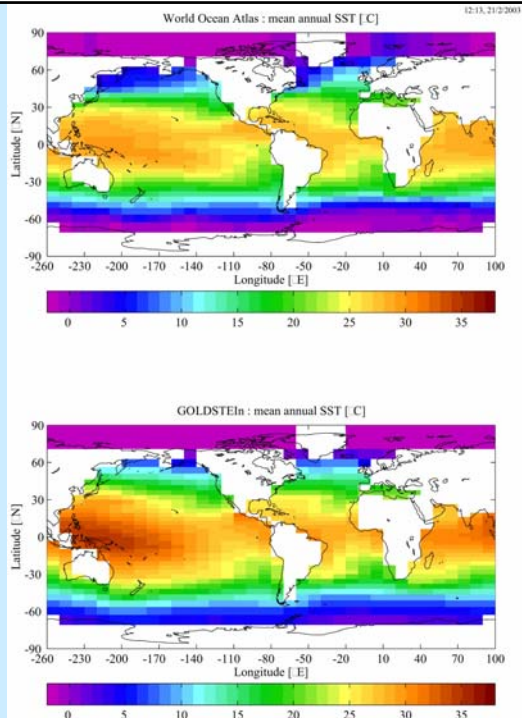 12:13, 21/2/2003
World Ocean Atlas : mean annual SST [□C]
90
60
30
0
-30
-60
-90
Latitude [□N]
-260 -230 -200 -170 -140 -110 -80 -50 -20 10 40 70 100
Longitude [□E]
0 5 10 15 20 25 30 35
GOLDSTEIn : mean annual SST [□C]
90
60
30
0
-30
-60
-90
Latitude [□N]
-260 -230 -200 -170 -140 -110 -80 -50 -20 10 40 70 100
Longitude [□E]
0 5 10 15 20 25 30 35